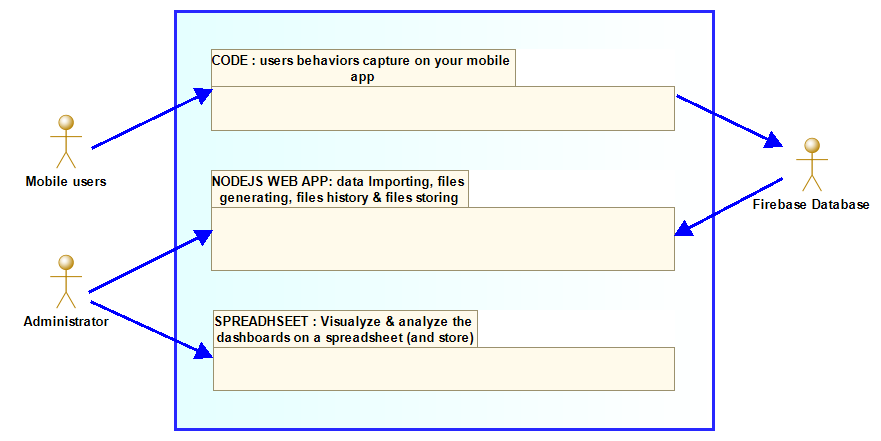 CODE : users behaviors capture on your mobile
app
Mobile users
NODEJS WEB APP: data Importing, files
generating, files history & files storing
Firebase Database
Administrator
SPREADHSEET : Visualyze & analyze the
dashboards on a spreadsheet (and store)